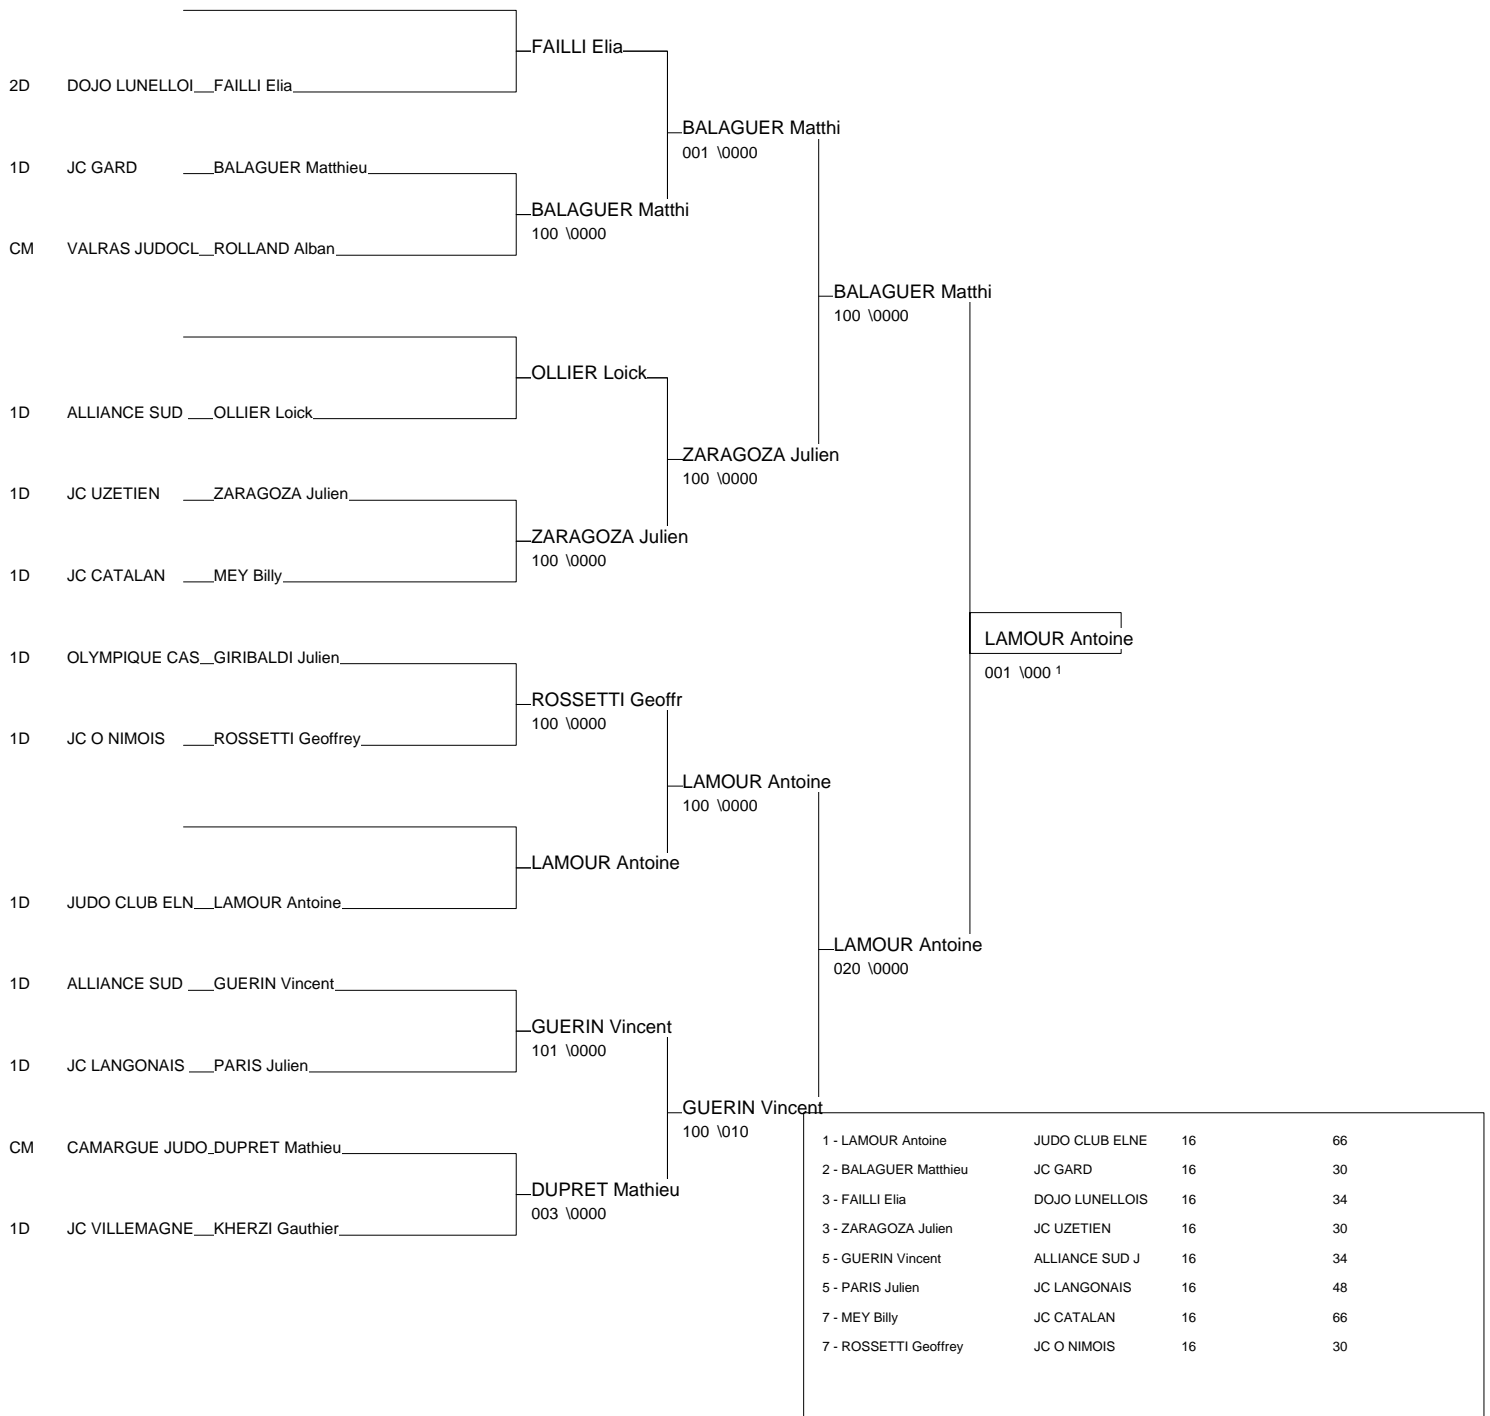 FAILLI Elia
2D DOJO LUNELLOI FAILLI Elia
BALAGUER Matthi
001 \0000
1D JC GARD BALAGUER Matthieu
BALAGUER Matthi
100 \0000
CM VALRAS JUDOCL ROLLAND Alban
BALAGUER Matthi
100 \0000
OLLIER Loick
1D ALLIANCE SUD OLLIER Loick
ZARAGOZA Julien
100 \0000
1D JC UZETIEN ZARAGOZA Julien
ZARAGOZA Julien
100 \0000
1D JC CATALAN MEY Billy
LAMOUR Antoine
001 \000 1
1D OLYMPIQUE CAS GIRIBALDI Julien
ROSSETTI Geoffr
100 \0000
1D JC O NIMOIS ROSSETTI Geoffrey
LAMOUR Antoine
100 \0000
LAMOUR Antoine
1D JUDO CLUB ELN LAMOUR Antoine
LAMOUR Antoine
020 \0000
1D ALLIANCE SUD GUERIN Vincent
GUERIN Vincent
101 \0000
1D JC LANGONAIS PARIS Julien
GUERIN Vincent
100 \010
CM CAMARGUE JUDO DUPRET Mathieu
DUPRET Mathieu
003 \0000
1D JC VILLEMAGNE KHERZI Gauthier
1 - LAMOUR Antoine JUDO CLUB ELNE 16 66
2 - BALAGUER Matthieu JC GARD 16 30
3 - FAILLI Elia DOJO LUNELLOIS 16 34
3 - ZARAGOZA Julien JC UZETIEN 16 30
5 - GUERIN Vincent ALLIANCE SUD J 16 34
5 - PARIS Julien JC LANGONAIS 16 48
7 - MEY Billy JC CATALAN 16 66
7 - ROSSETTI Geoffrey JC O NIMOIS 16 30